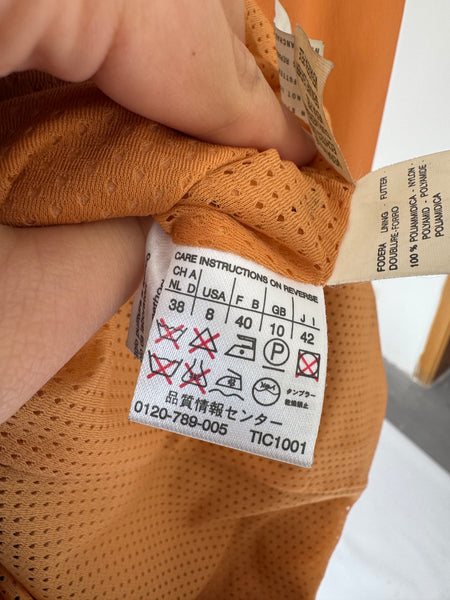 CARE INSTRUCTIONS ON REVERSE
CH A
NL D USA F B GB J I
38 8 40 10 42
P
タンブラー
乾燥禁止
品質情報センター
0120-789-005 TIC1001
FODERA - LINING - FUTTER
DOUBLURE-FORRO
100 % POLIAMMIDICA - NYLON -
POLYAMID - POLYAMIDE
POLIAMIDICA